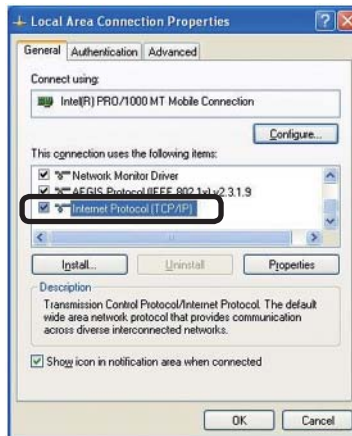 Local Area Connection Properties
General Authentication Advanced
Connect using:
Intel(R) PRO/1000 MT Mobile Connection
Configure...
This connection uses the following items:
Network Monitor Driver
AEGIS Protocol (IEEE 802.1x) v2.3.1.9
Internet Protocol (TCP/IP)
Install... Uninstall Properties
Description
Transmission Control Protocol/Internet Protocol. The default
wide area network protocol that provides communication
across diverse interconnected networks.
Show icon in notification area when connected
OK Cancel